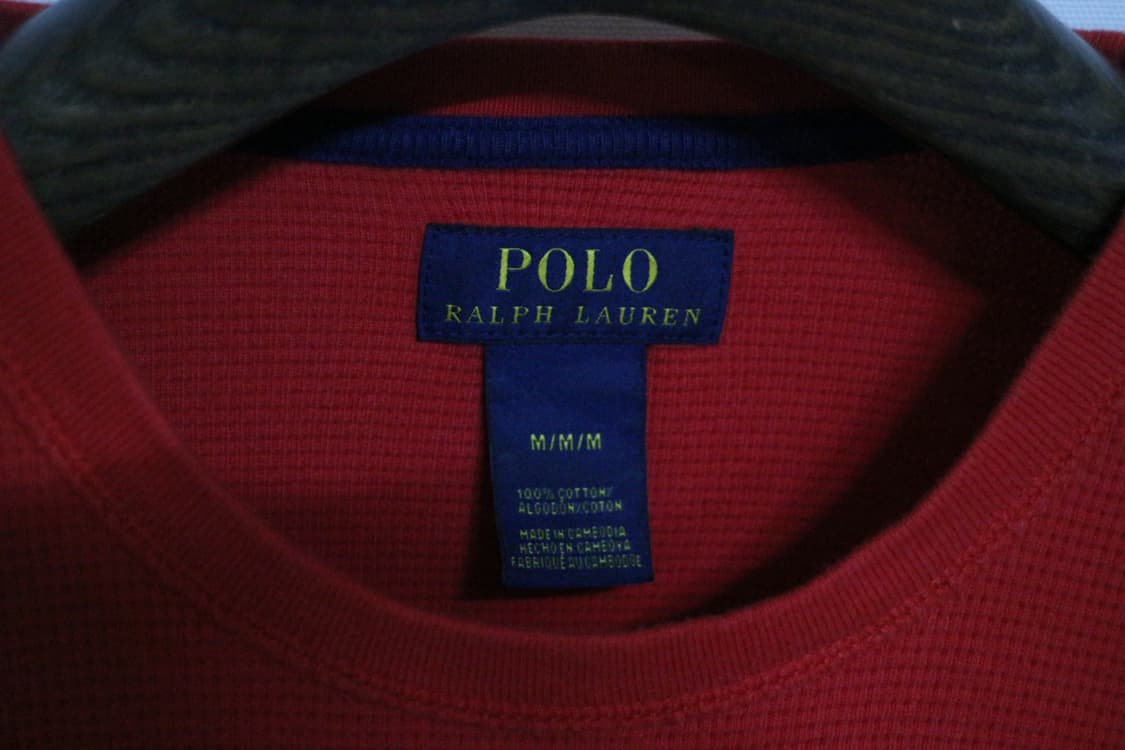 POLO
RALPH LAUREN
M/M/M
100% COTTON/
ALGODÓN/COTON
MADE IN CAMBODIA
HECHO EN CAMBOYA
FABRIQUÉ AU CAMBODGE